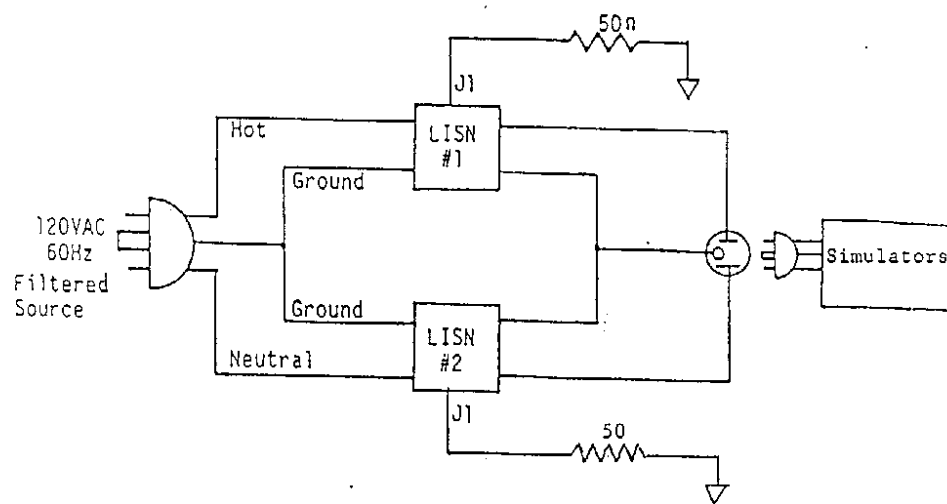 50Ω
J1
Hot
LISN
#1
Ground
120VAC
60Hz
Filtered
Source
Simulators
Ground
LISN
#2
Neutral
J1
50